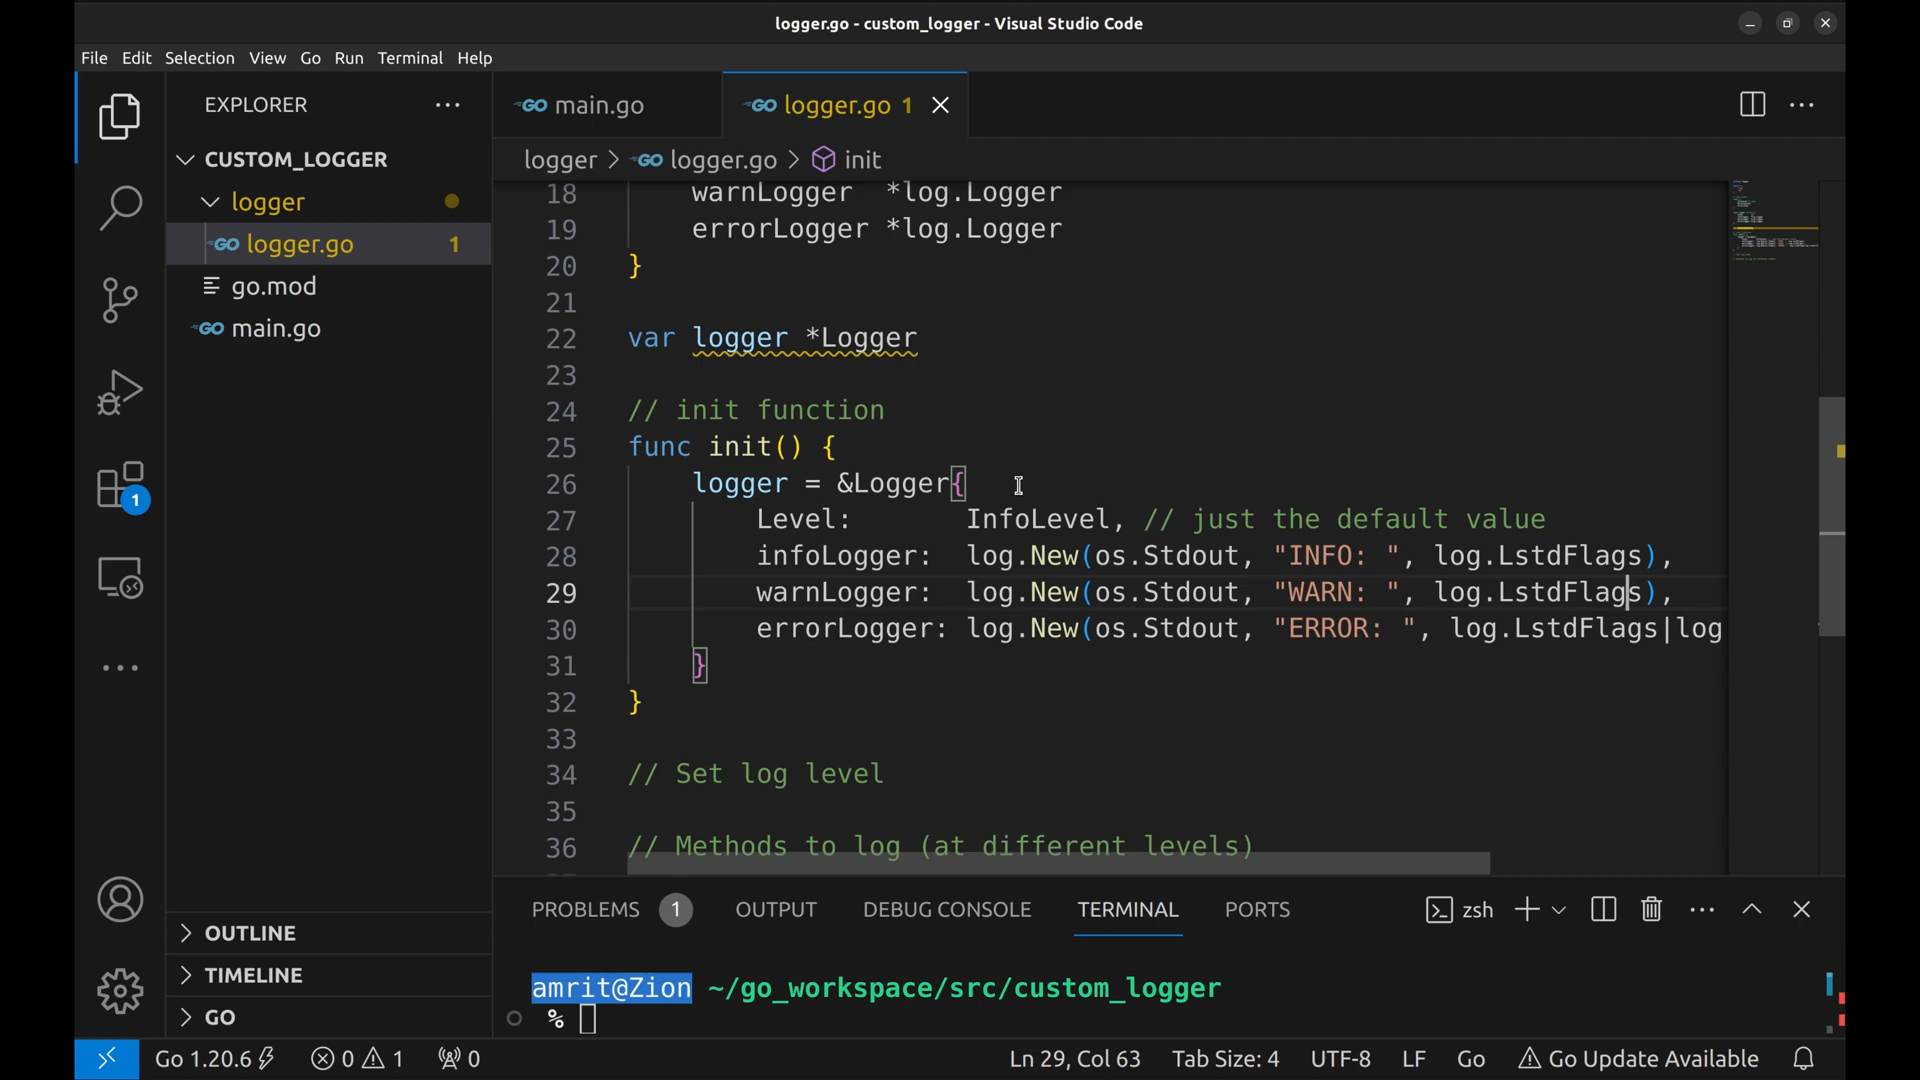 logger.go - custom_logger - Visual Studio Code
File Edit Selection View Go Run Terminal Help
EXPLORER
CUSTOM_LOGGER
logger
GO logger.go 1
go.mod
GO main.go
OUTLINE
TIMELINE
GO
GO main.go
GO logger.go 1
logger > GO logger.go > init
18 warnLogger *log.Logger
19 errorLogger *log.Logger
20 }
21
22 var logger *Logger
23
24 // init function
25 func init() {
26 logger = &Logger{
27 Level: InfoLevel, // just the default value
28 infoLogger: log.New(os.Stdout, "INFO: ", log.LstdFlags),
29 warnLogger: log.New(os.Stdout, "WARN: ", log.LstdFlags),
30 errorLogger: log.New(os.Stdout, "ERROR: ", log.LstdFlags|log
31 }
32 }
33
34 // Set log level
35
36 // Methods to log (at different levels)
PROBLEMS 1 OUTPUT DEBUG CONSOLE TERMINAL PORTS zsh
amrit@Zion ~/go_workspace/src/custom_logger
%
1
Go 1.20.6 0 1 0 Ln 29, Col 63 Tab Size: 4 UTF-8 LF Go Go Update Available